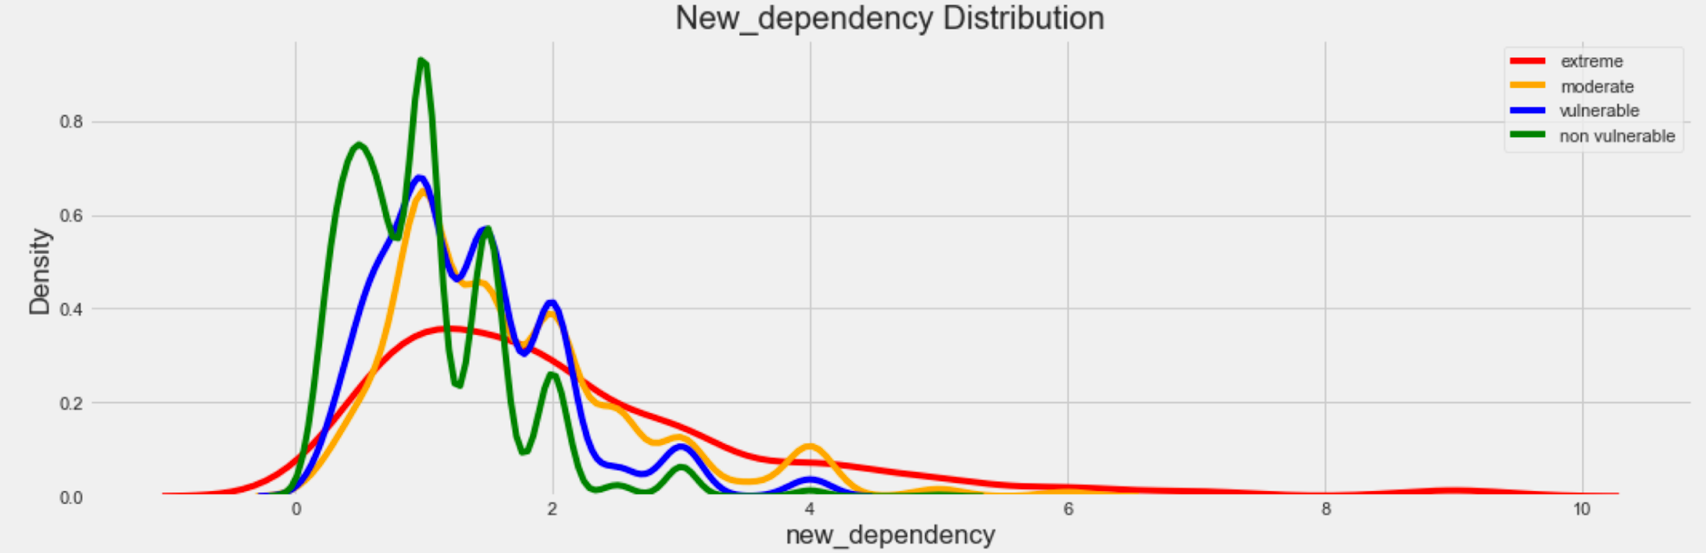 New_dependency Distribution
extreme
moderate
vulnerable
non vulnerable
Density
0.8
0.6
0.4
0.2
0.0
0 2 4 6 8 10
new_dependency